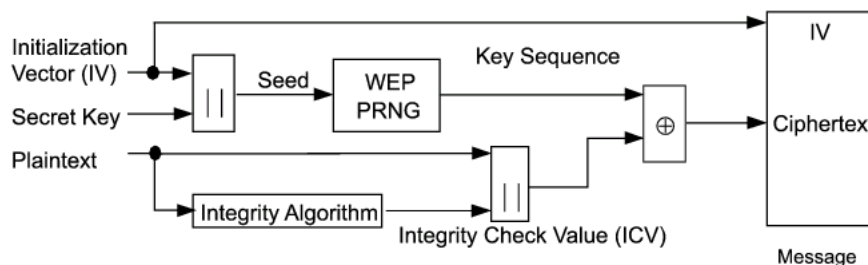 Initialization
Vector (IV)
Secret Key
Plaintext
||
Seed
WEP
PRNG
Key Sequence
Integrity Algorithm
||
Integrity Check Value (ICV)
⊕
IV
Ciphertex
Message